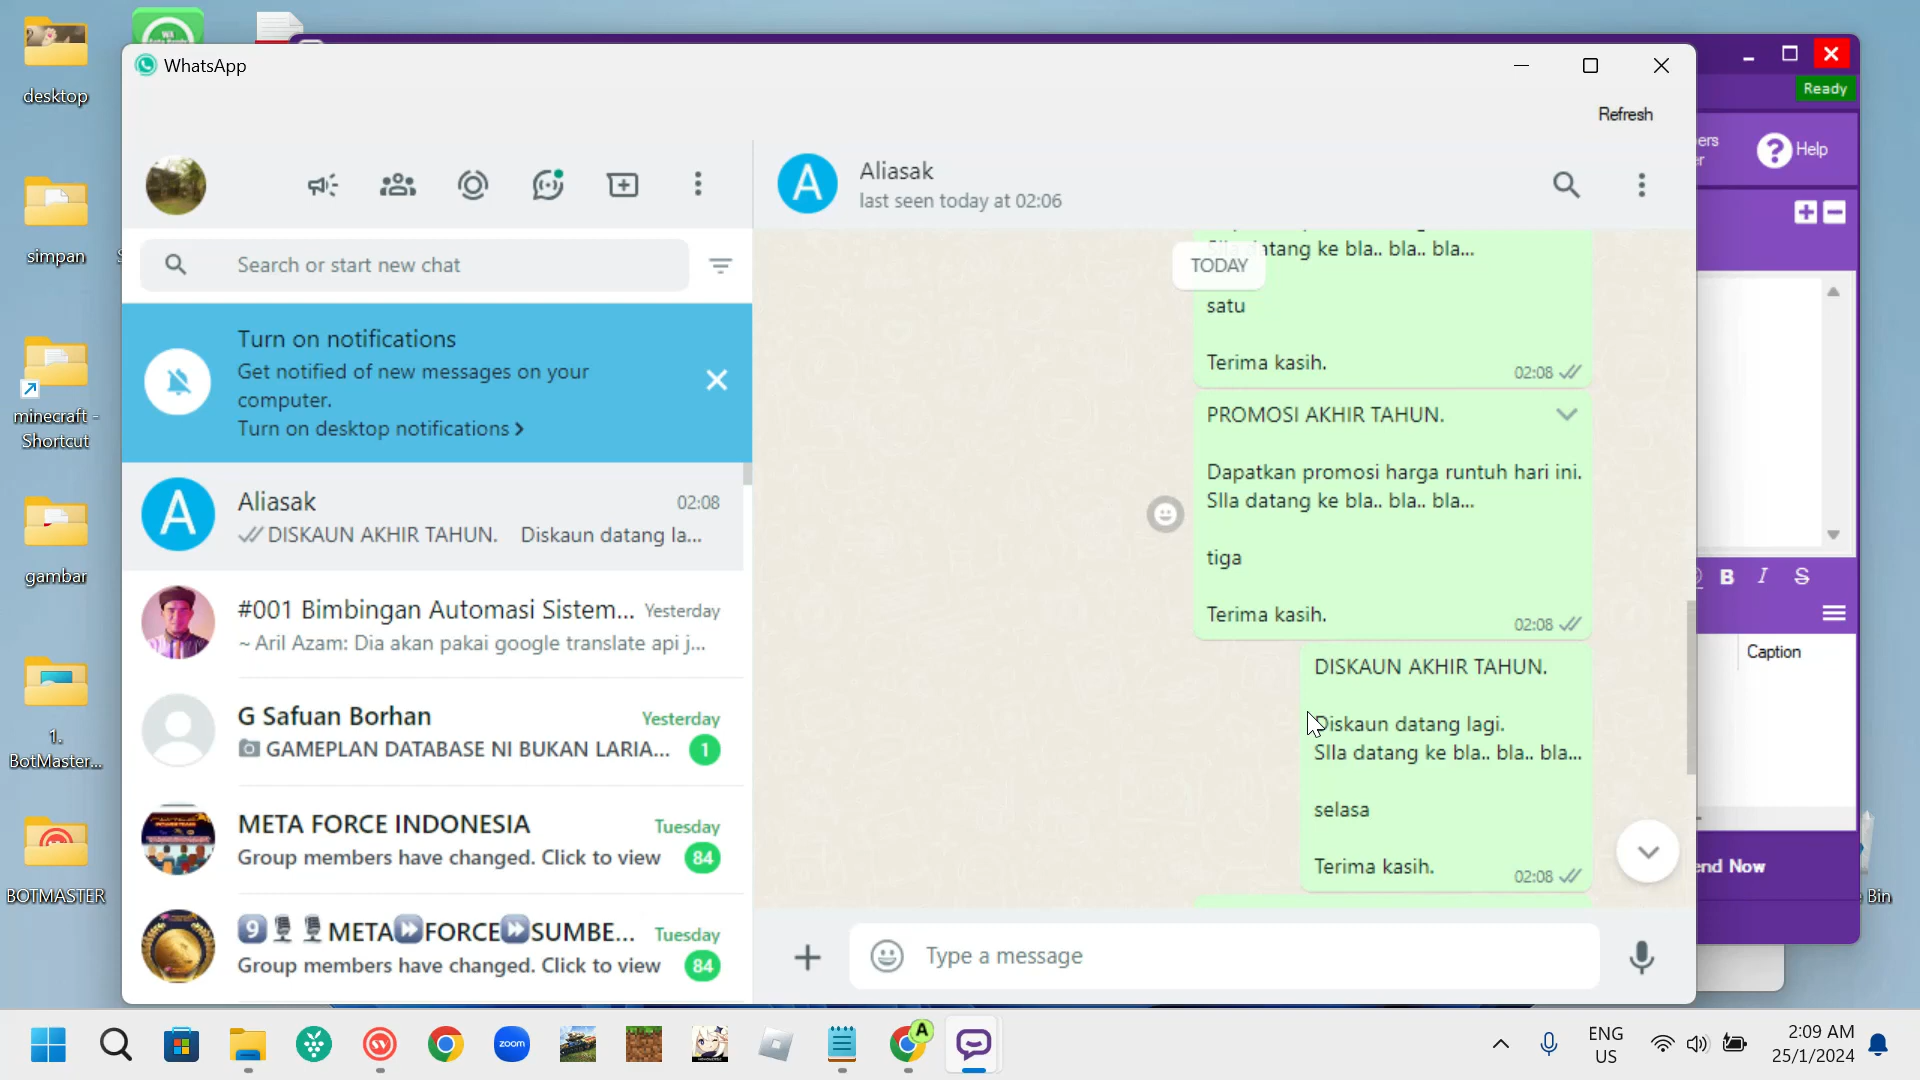 desktop
simpan
minecraft -
Shortcut
gambar
1.
BotMaster...
BOTMASTER
WhatsApp
Refresh
Search or start new chat
Turn on notifications
Get notified of new messages on your
computer.
Turn on desktop notifications >
Aliasak 02:08
DISKAUN AKHIR TAHUN. Diskaun datang la...
#001 Bimbingan Automasi Sistem... Yesterday
~ Aril Azam: Dia akan pakai google translate api j...
G Safuan Borhan Yesterday
GAMEPLAN DATABASE NI BUKAN LARIA... 1
META FORCE INDONESIA Tuesday
Group members have changed. Click to view 84
9 META FORCE SUMBE... Tuesday
Group members have changed. Click to view 84
A
Aliasak
last seen today at 02:06
TODAY
Slla datang ke bla.. bla.. bla...
satu
Terima kasih. 02:08
PROMOSI AKHIR TAHUN.
Dapatkan promosi harga runtuh hari ini.
Slla datang ke bla.. bla.. bla...
tiga
Terima kasih. 02:08
DISKAUN AKHIR TAHUN.
Diskaun datang lagi.
Slla datang ke bla.. bla.. bla...
selasa
Terima kasih. 02:08
Type a message
Ready
ers
er
Help
B I S
Caption
end Now
Bin
zoom
A
ENG
US
2:09 AM
25/1/2024